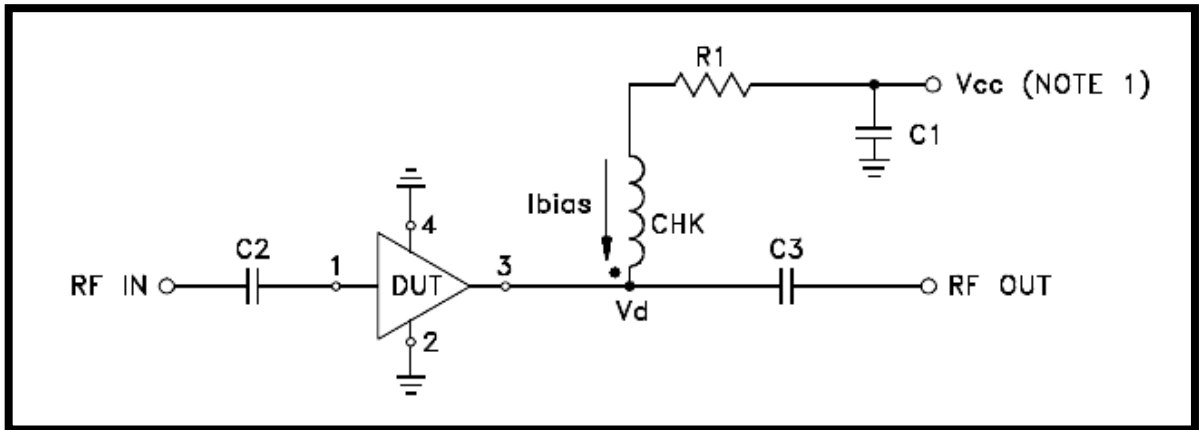 R1
Vcc (NOTE 1)
C1
Ibias
CHK
4
C2
1
DUT
3
C3
RF IN
RF OUT
Vd
2